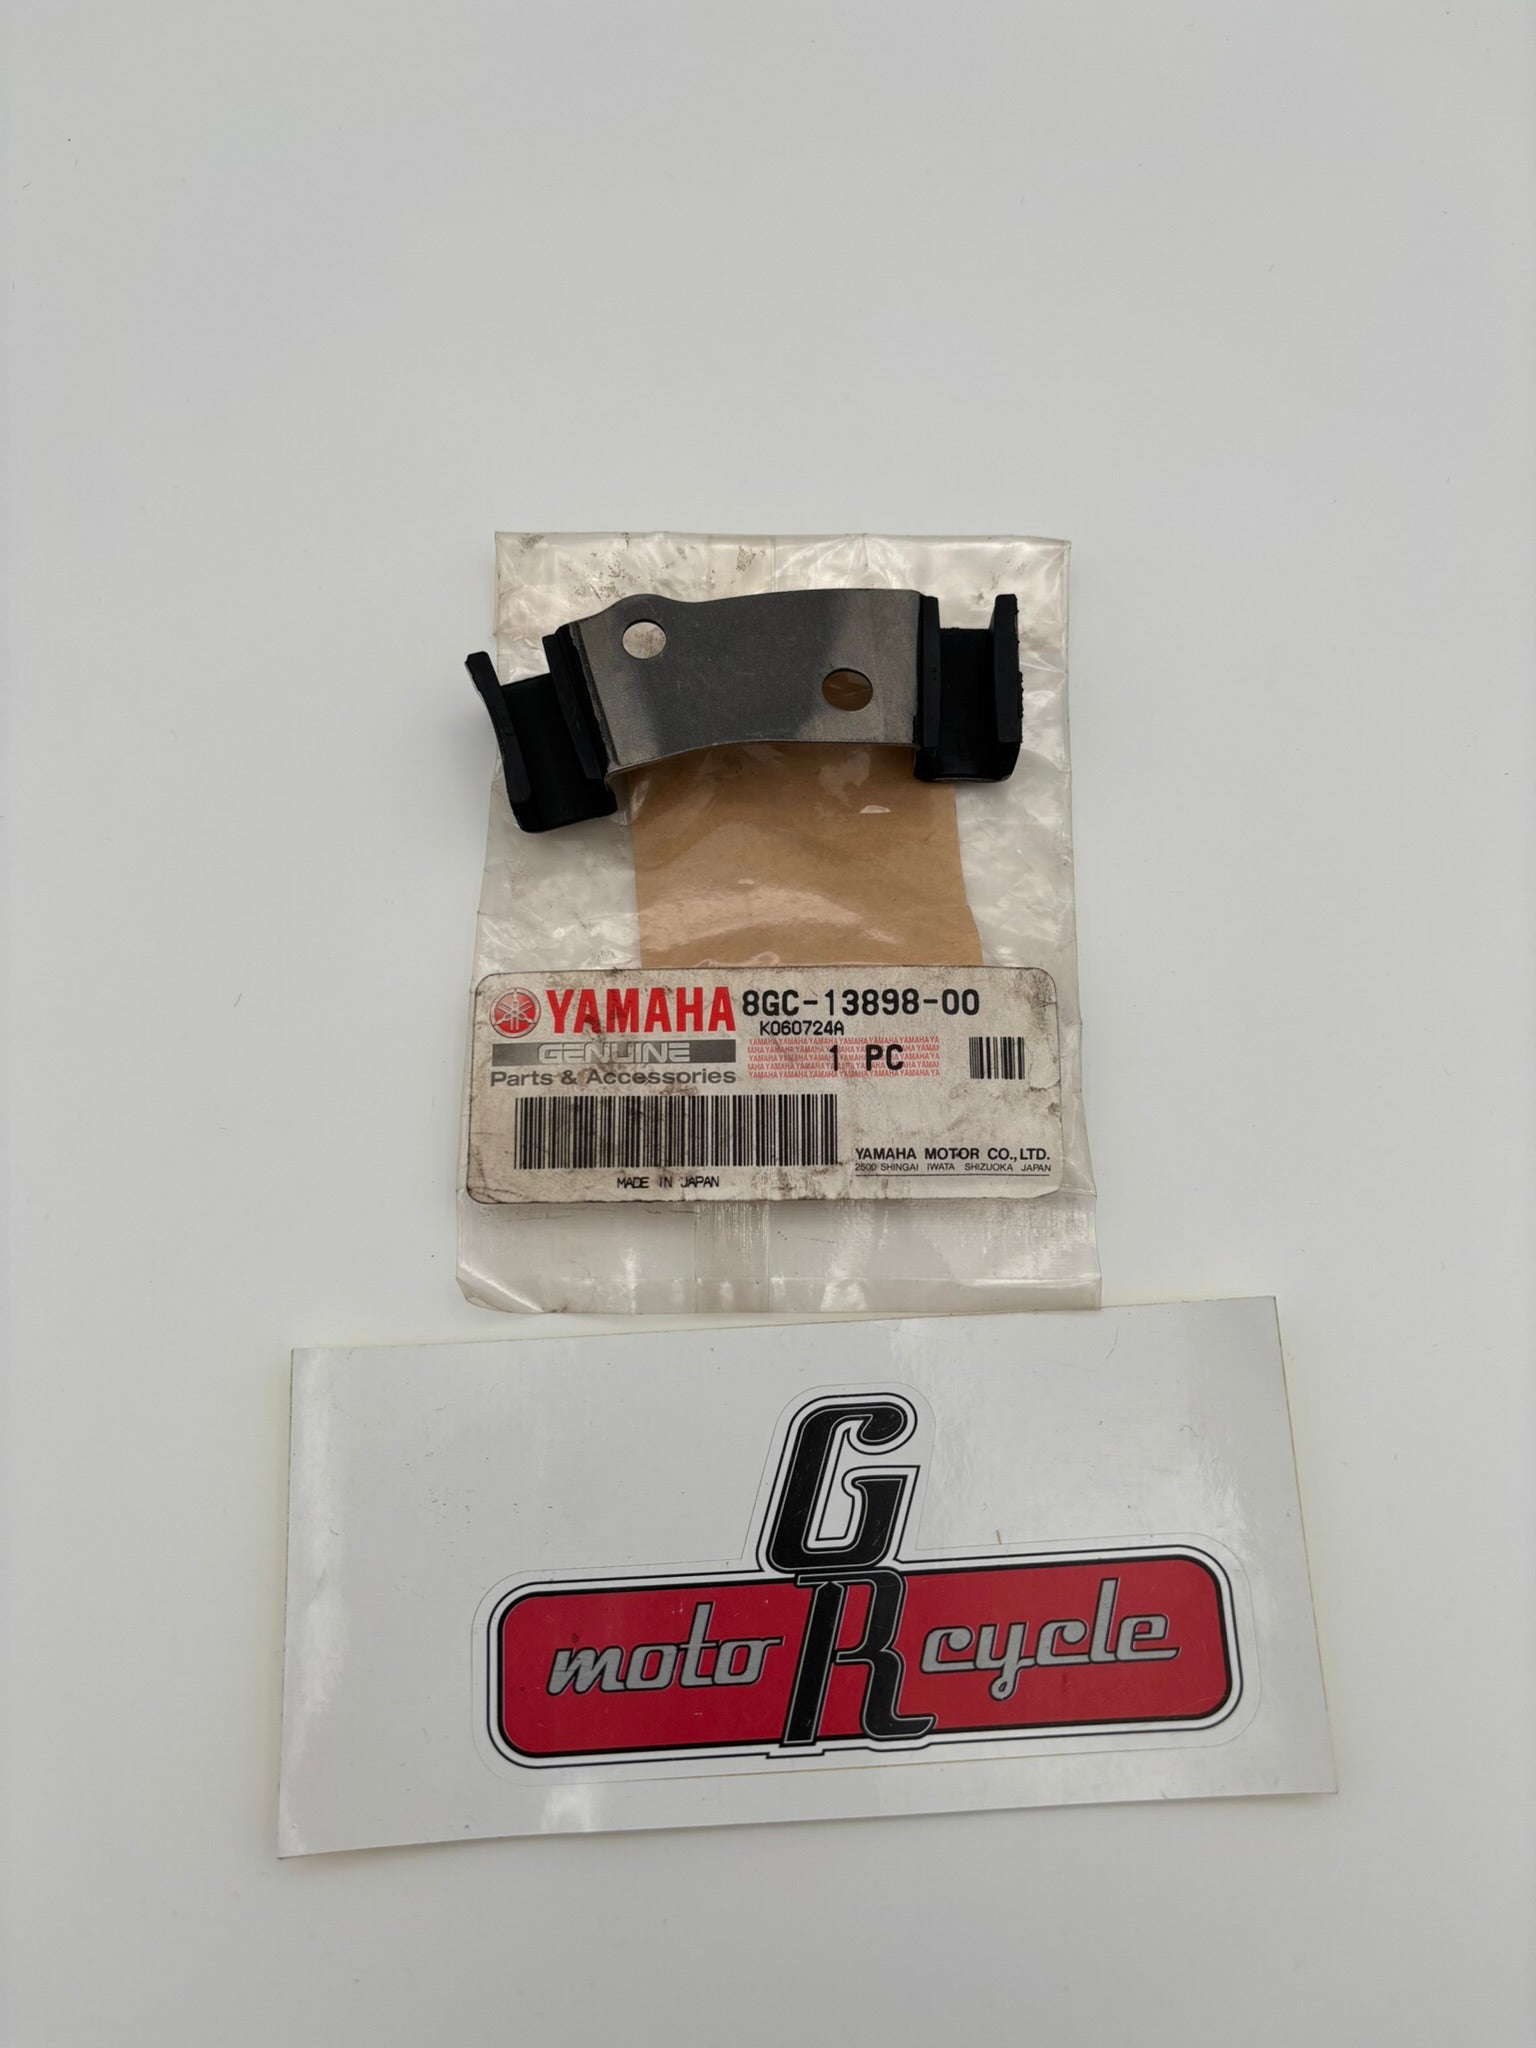 YAMAHA 8GC-13898-00
K060724A
GENUINE
1 PC
Parts & Accessories
YAMAHA MOTOR CO.,LTD.
2500 SHINGAI IWATA SHIZUOKA JAPAN
MADE IN JAPAN
GR
moto cycle